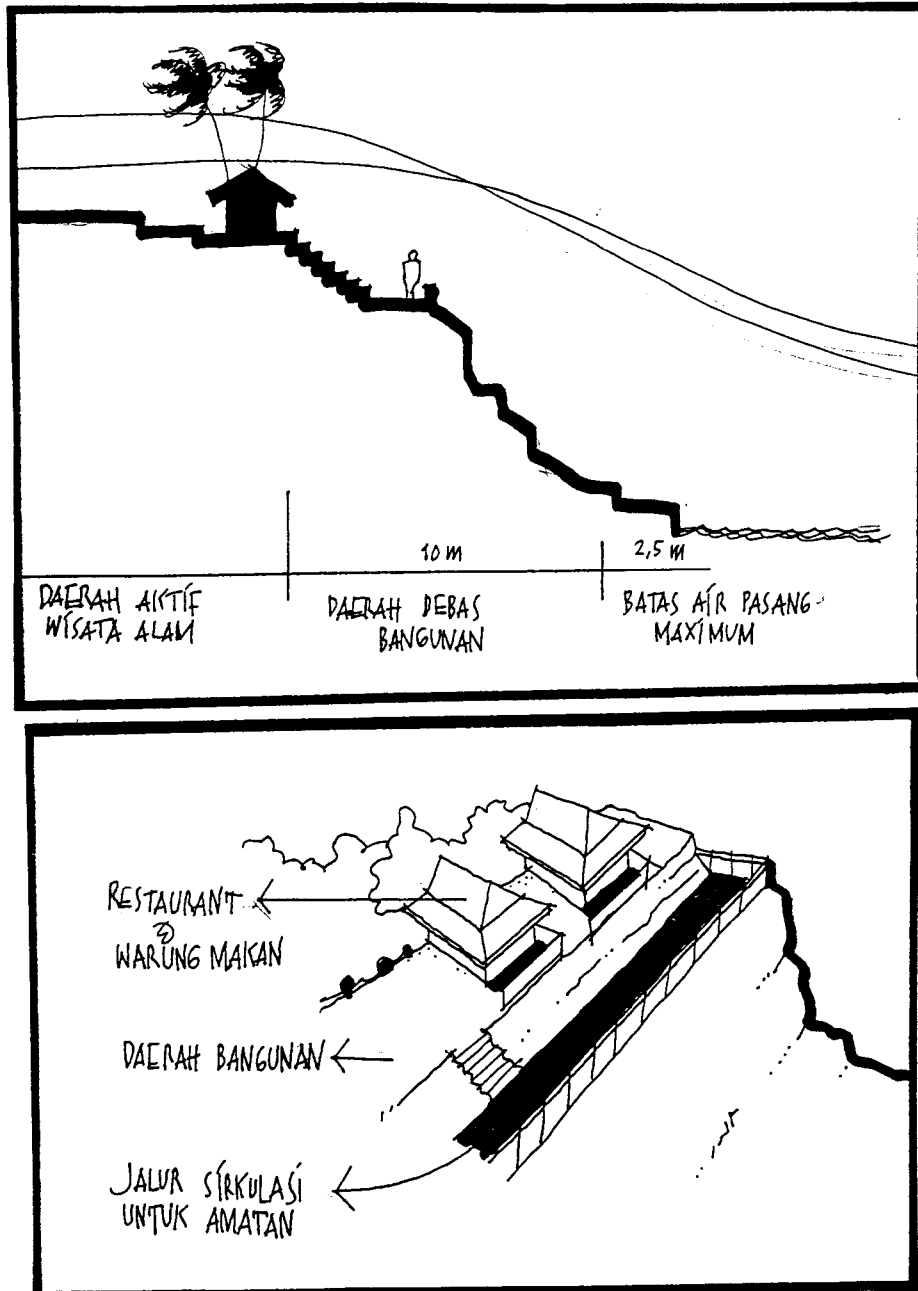 10 m
2,5 m
DAERAH AKTIF
WISATA ALAM
DAERAH BEBAS
BANGUNAN
BATAS AIR PASANG
MAXIMUM
RESTAURANT
&
WARUNG MAKAN
DAERAH BANGUNAN
JALUR SIRKULASI
UNTUK AMATAN